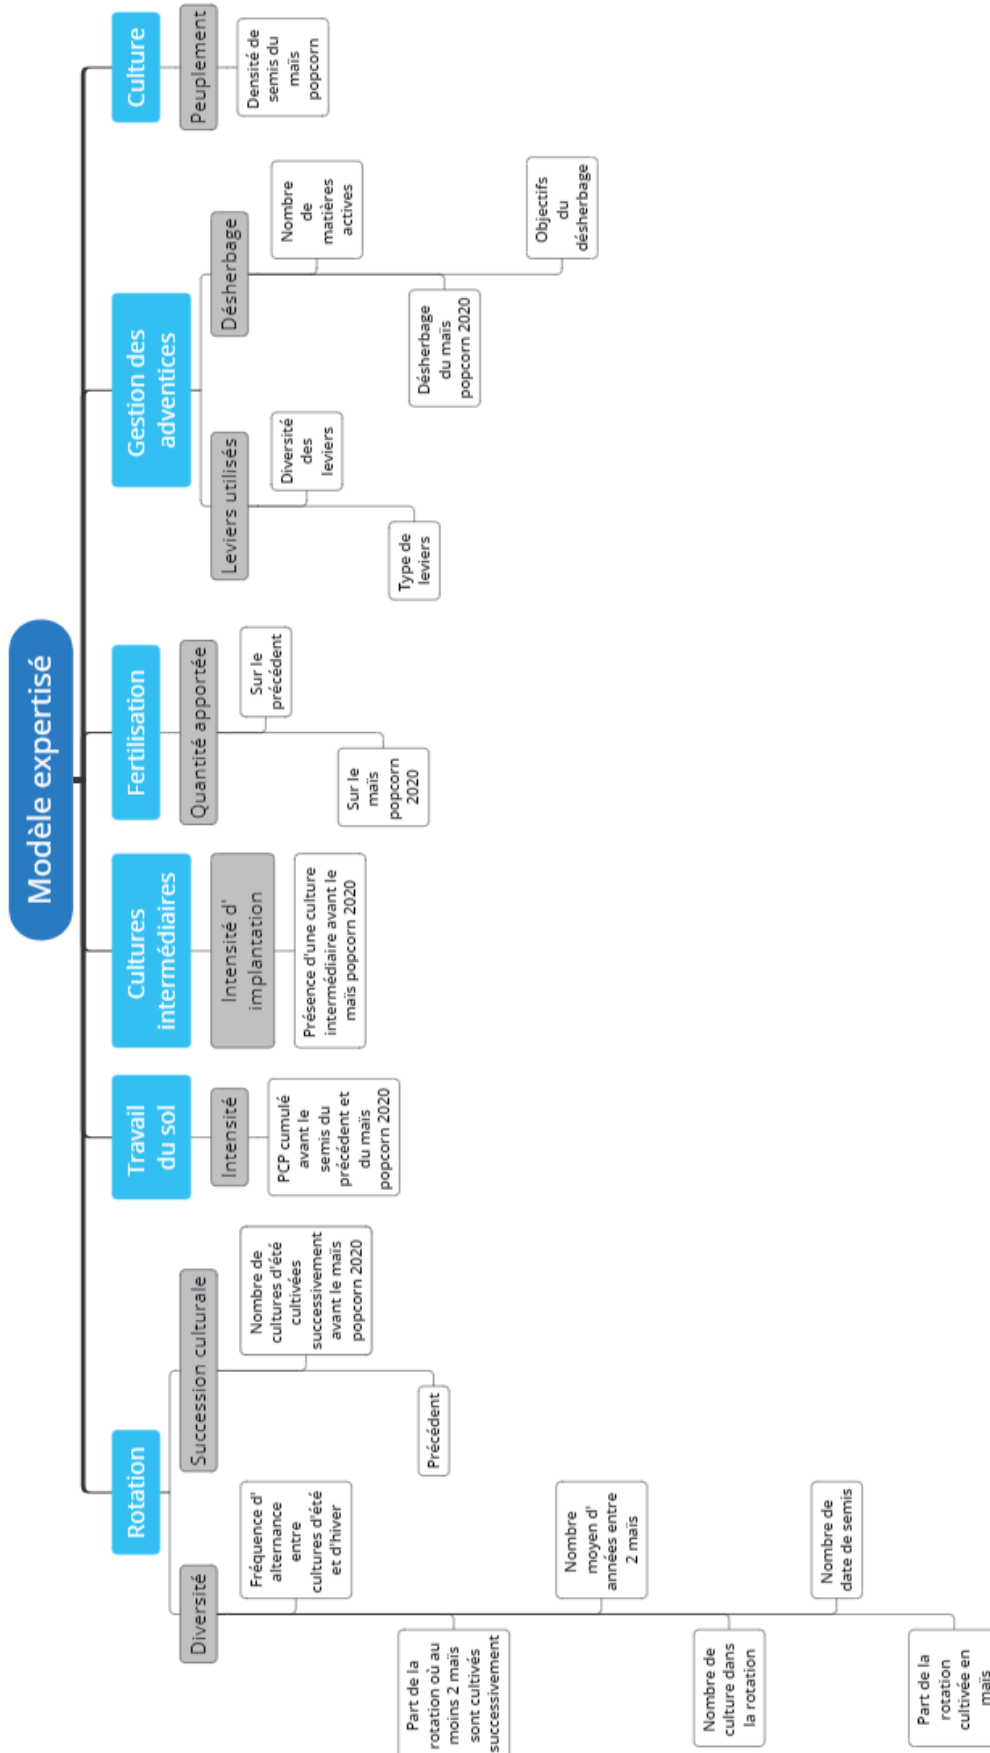 Modèle expertisé
Rotation
Diversité
Fréquence d'
alternance
entre
cultures d'été
et d'hiver
Part de la
rotation où au
moins 2 maïs
sont cultivés
successivement
Nombre
moyen d'
années entre
2 maïs
Nombre de
culture dans
la rotation
Nombre de
date de semis
Part de la
rotation
cultivée en
maïs
Succession culturale
Nombre de
cultures d'été
cultivées
successivement
avant le maïs
popcorn 2020
Précédent
Travail
du sol
Intensité
PCP cumulé
avant le
semis du
précédent et
du maïs
popcorn 2020
Cultures
intermédiaires
Intensité d'
implantation
Présence d'une culture
intermédiaire avant le
maïs popcorn 2020
Fertilisation
Quantité apportée
Sur le
précédent
Sur le
maïs
popcorn
2020
Gestion des
adventices
Leviers utilisés
Diversité
des
leviers
Type de
leviers
Désherbage
Nombre
de
matières
actives
Désherbage
du maïs
popcorn 2020
Objectifs
du
désherbage
Culture
Peuplement
Densité de
semis du
maïs
popcorn